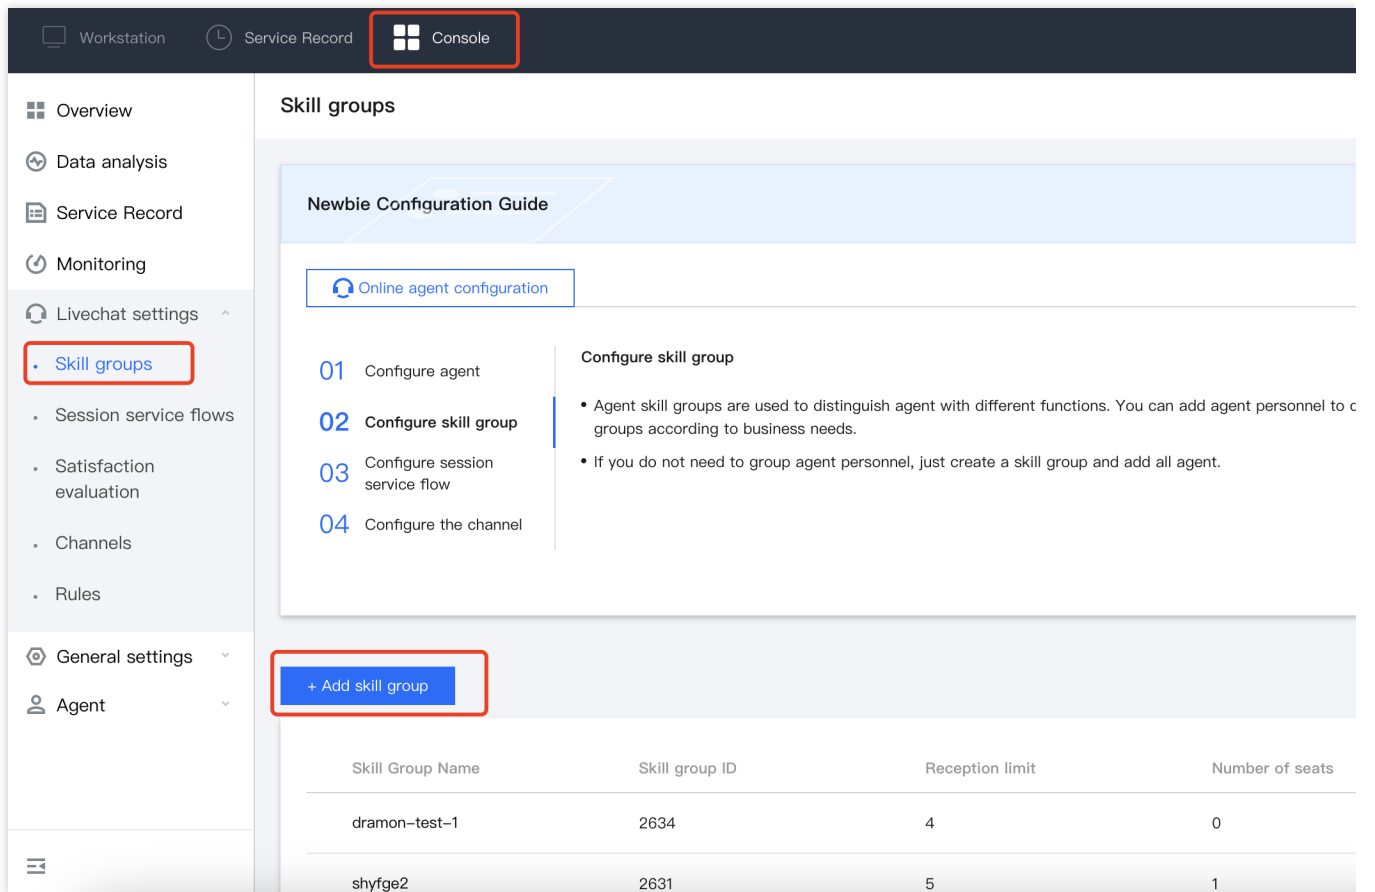 Workstation
Service Record
Console
Overview
Data analysis
Service Record
Monitoring
Livechat settings
Skill groups
Session service flows
Satisfaction
evaluation
Channels
Rules
General settings
Agent
Skill groups
Newbie Configuration Guide
Online agent configuration
01 Configure agent
02 Configure skill group
03 Configure session
service flow
04 Configure the channel
Configure skill group
• Agent skill groups are used to distinguish agent with different functions. You can add agent personnel to
groups according to business needs.
• If you do not need to group agent personnel, just create a skill group and add all agent.
+ Add skill group
Skill Group Name Skill group ID Reception limit Number of seats
dramon-test-1 2634 4 0
shyfge2 2631 5 1